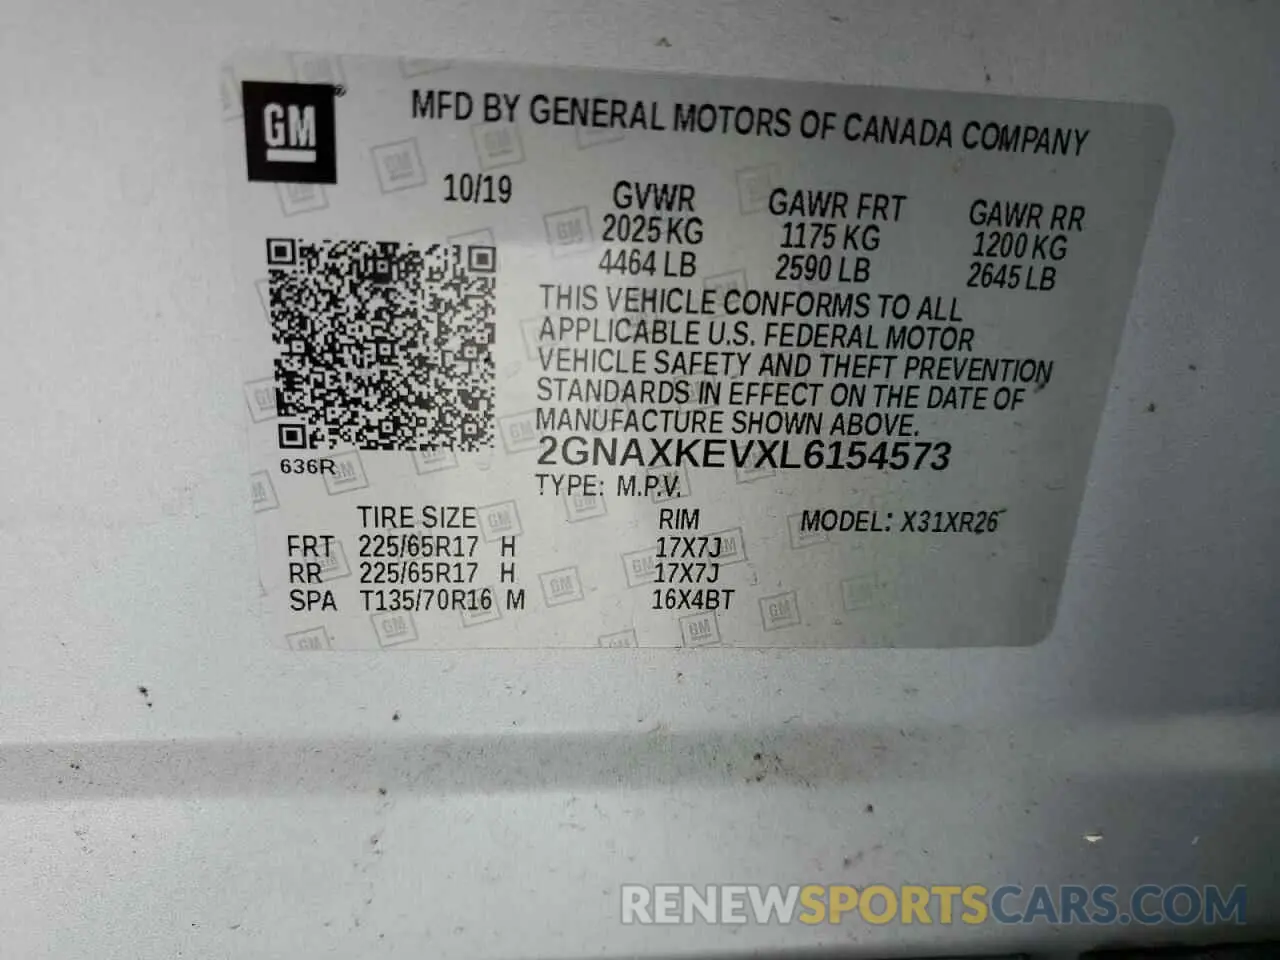 GM®
MFD BY GENERAL MOTORS OF CANADA COMPANY
10/19 GVWR GAWR FRT GAWR RR
2025 KG 1175 KG 1200 KG
4464 LB 2590 LB 2645 LB
THIS VEHICLE CONFORMS TO ALL
APPLICABLE U.S. FEDERAL MOTOR
VEHICLE SAFETY AND THEFT PREVENTION
STANDARDS IN EFFECT ON THE DATE OF
MANUFACTURE SHOWN ABOVE.
2GNAXKEVXL6154573
636R
TYPE: M.P.V.
TIRE SIZE RIM MODEL: X31XR26
FRT 225/65R17 H 17X7J
RR 225/65R17 H 17X7J
SPA T135/70R16 M 16X4BT
RENEWSPORTSCARS.COM